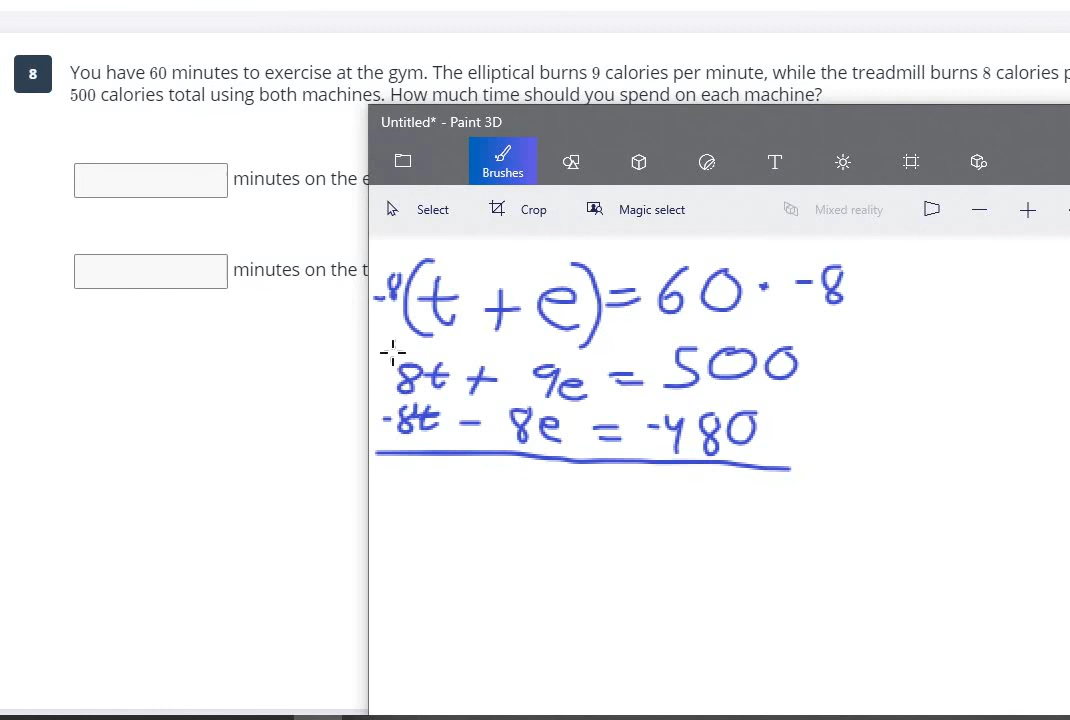 8
You have 60 minutes to exercise at the gym. The elliptical burns 9 calories per minute, while the treadmill burns 8 calories
500 calories total using both machines. How much time should you spend on each machine?
Untitled* - Paint 3D
Brushes
minutes on the
Select Crop Magic select Mixed reality
minutes on the
-8(t + e) = 60 · -8
8t + 9e = 500
-8t - 8e = -480